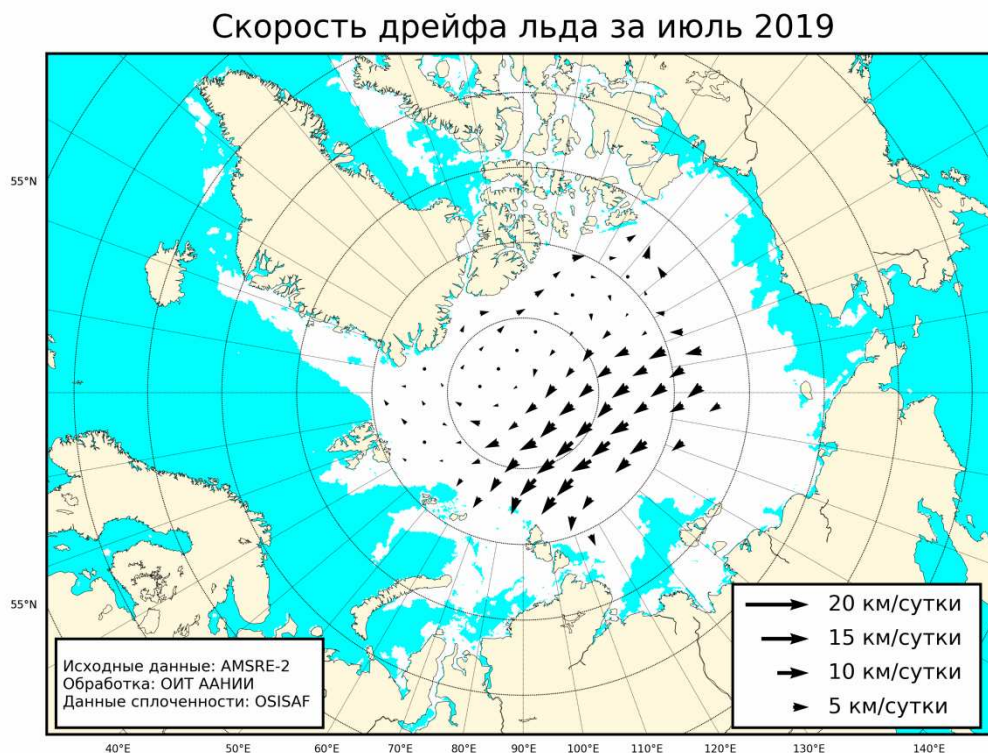 Скорость дрейфа льда за июль 2019
55°N
55°N
20 км/сутки
15 км/сутки
10 км/сутки
5 км/сутки
Исходные данные: AMSRE-2
Обработка: ОИТ ААНИИ
Данные сплоченности: OSISAF
40°E 50°E 60°E 70°E 80°E 90°E 100°E 110°E 120°E 130°E 140°E